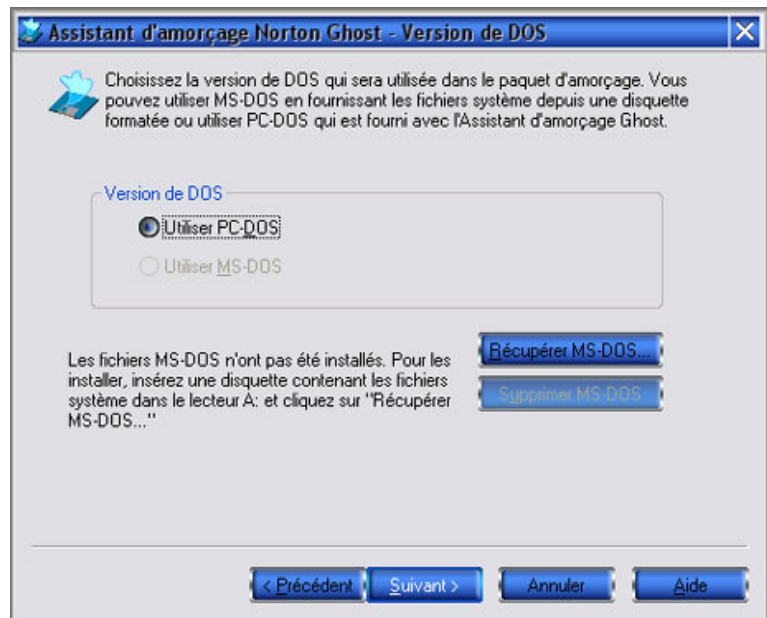 Assistant d'amorçage Norton Ghost - Version de DOS
Choisissez la version de DOS qui sera utilisée dans le paquet d'amorçage. Vous
pouvez utiliser MS-DOS en fournissant les fichiers système depuis une disquette
formatée ou utiliser PC-DOS qui est fourni avec l'Assistant d'amorçage Ghost.
Version de DOS
Utiliser PC-DOS
Utiliser MS-DOS
Les fichiers MS-DOS n'ont pas été installés. Pour les
installer, insérez une disquette contenant les fichiers
système dans le lecteur A: et cliquez sur "Récupérer
MS-DOS..."
Récupérer MS-DOS...
Supprimer MS-DOS
< Précédent
Suivant >
Annuler
Aide